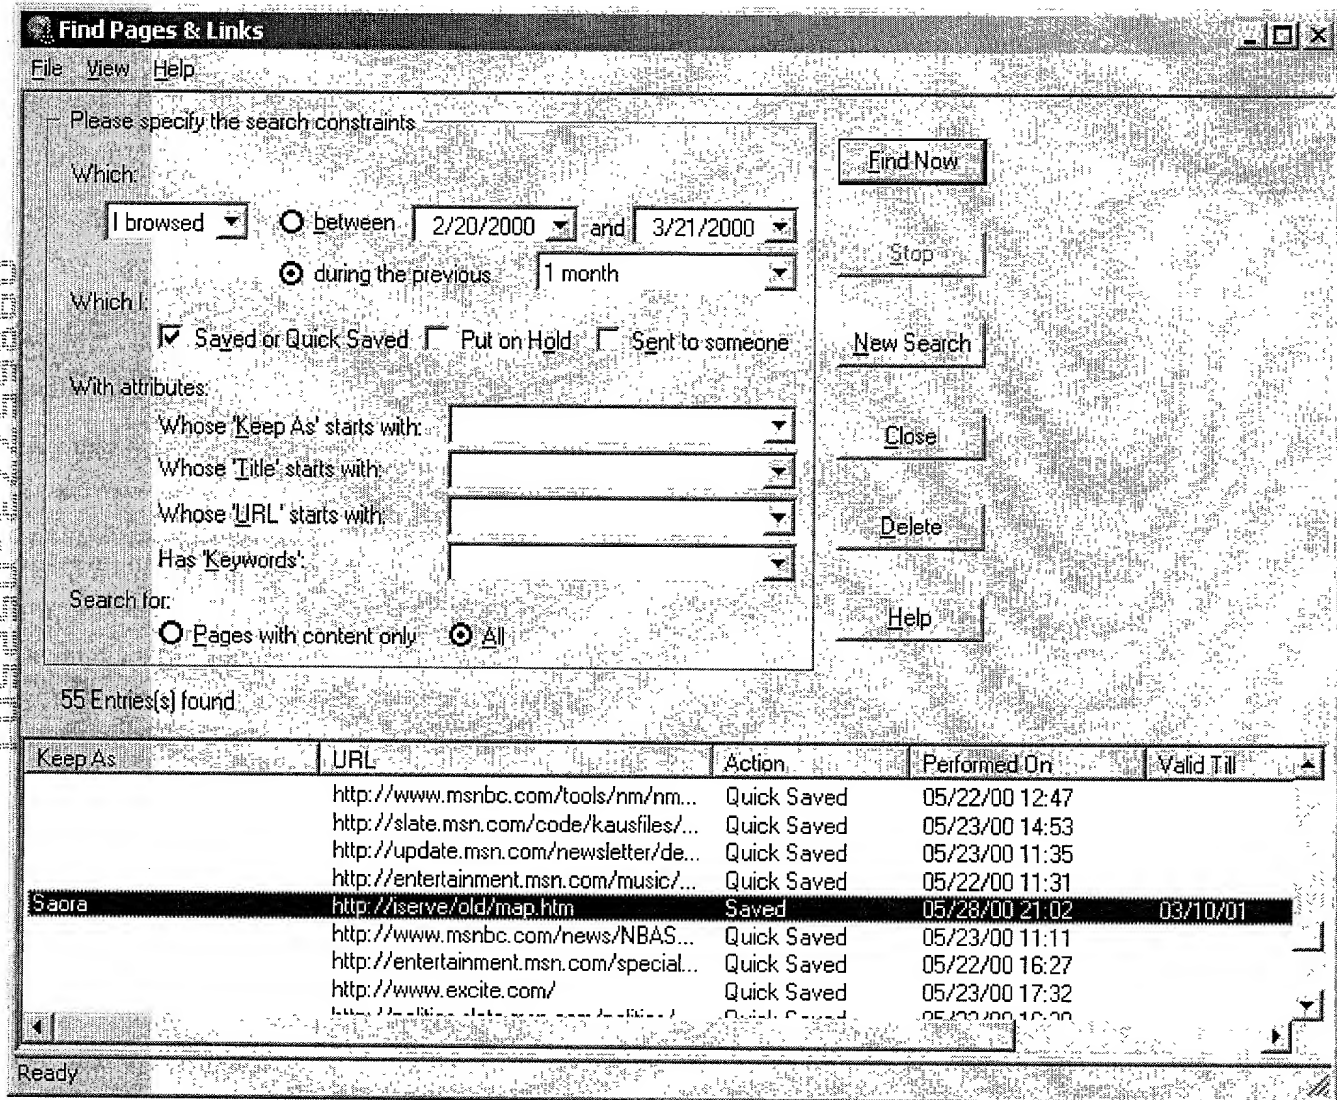 Find Pages & Links
File View Help
Please specify the search constraints
Which:
I browsed between 2/20/2000 and 3/21/2000
during the previous 1 month
Which I:
Saved or Quick Saved Put on Hold Sent to someone
With attributes:
Whose 'Keep As' starts with:
Whose 'Title' starts with:
Whose 'URL' starts with:
Has 'Keywords':
Search for:
Pages with content only All
Find Now
Stop
New Search
Close
Delete
Help
55 Entries(s) found
Keep As URL Action Performed On Valid Till
http://www.msnbc.com/tools/nm/nm... Quick Saved 05/22/00 12:47
http://slate.msn.com/code/kausfiles/... Quick Saved 05/23/00 14:53
http://update.msn.com/newsletter/de... Quick Saved 05/23/00 11:35
http://entertainment.msn.com/music/... Quick Saved 05/22/00 11:31
Saora http://iserve/old/map.htm Saved 05/28/00 21:02 03/10/01
http://www.msnbc.com/news/NBAS... Quick Saved 05/23/00 11:11
http://entertainment.msn.com/special... Quick Saved 05/22/00 16:27
http://www.excite.com/ Quick Saved 05/23/00 17:32
Quick Saved
Ready